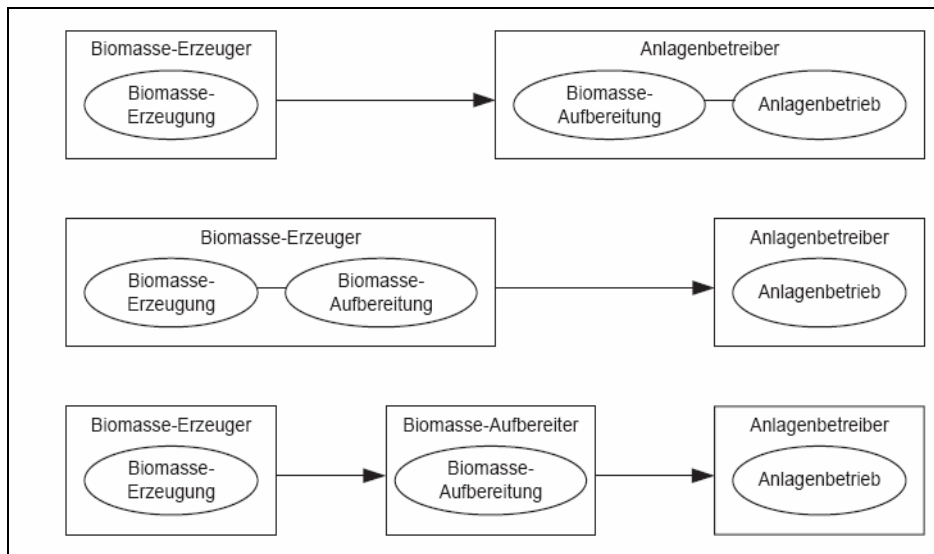 Biomasse-Erzeuger
Biomasse-
Erzeugung
Anlagenbetreiber
Biomasse-
Aufbereitung
Anlagenbetrieb
Biomasse-Erzeuger
Biomasse-
Erzeugung
Biomasse-
Aufbereitung
Anlagenbetreiber
Anlagenbetrieb
Biomasse-Erzeuger
Biomasse-
Erzeugung
Biomasse-Aufbereiter
Biomasse-
Aufbereitung
Anlagenbetreiber
Anlagenbetrieb